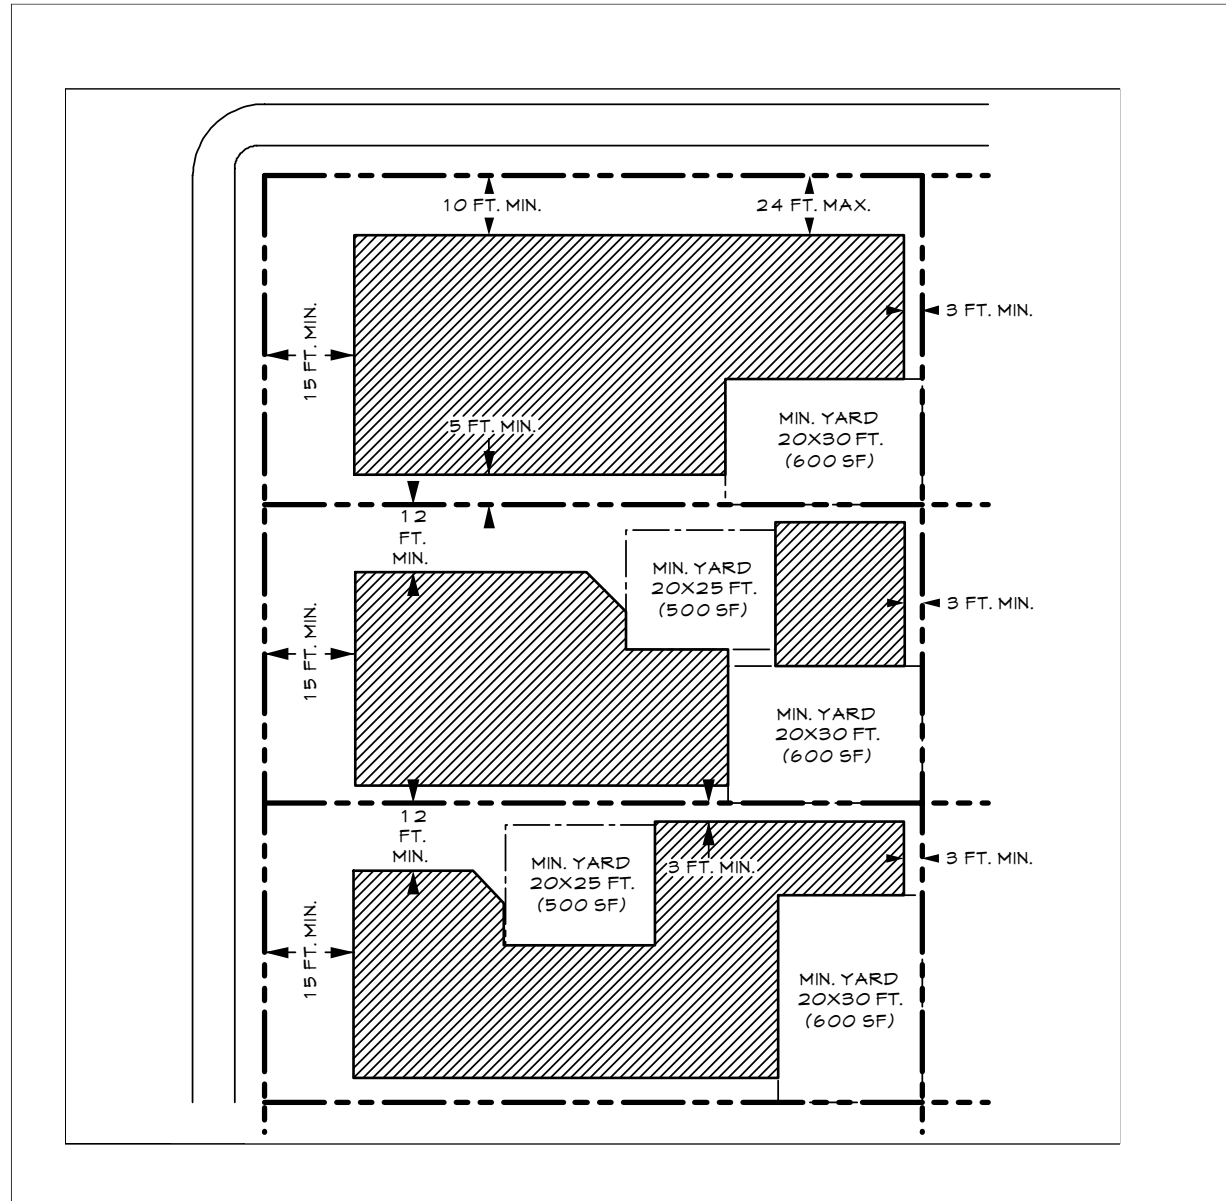 10 FT. MIN.
24 FT. MAX.
3 FT. MIN.
15 FT. MIN.
5 FT. MIN.
MIN. YARD
20X30 FT.
(600 SF)
12
FT.
MIN.
MIN. YARD
20X25 FT.
(500 SF)
3 FT. MIN.
15 FT. MIN.
MIN. YARD
20X30 FT.
(600 SF)
12
FT.
MIN.
MIN. YARD
20X25 FT.
(500 SF)
3 FT. MIN.
3 FT. MIN.
15 FT. MIN.
MIN. YARD
20X30 FT.
(600 SF)